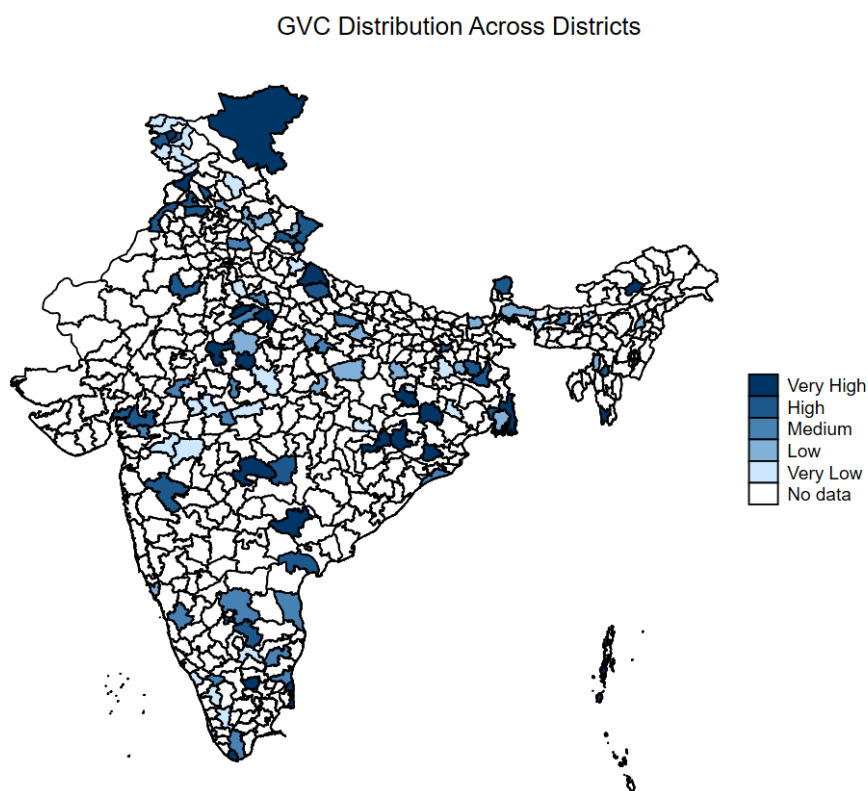 GVC Distribution Across Districts
Very High
High
Medium
Low
Very Low
No data